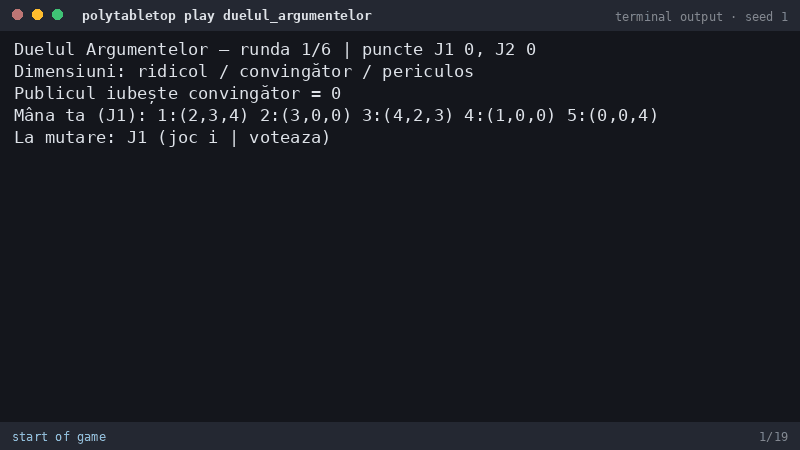 polytabletop play duelul_argumentelor
terminal output · seed 1
Duelul Argumentelor — runda 1/6 | puncte J1 0, J2 0
Dimensiuni: ridicol / convingător / periculos
Publicul iubește convingător = 0
Mâna ta (J1): 1:(2,3,4) 2:(3,0,0) 3:(4,2,3) 4:(1,0,0) 5:(0,0,4)
La mutare: J1 (joc i | voteaza)
start of game
1/19